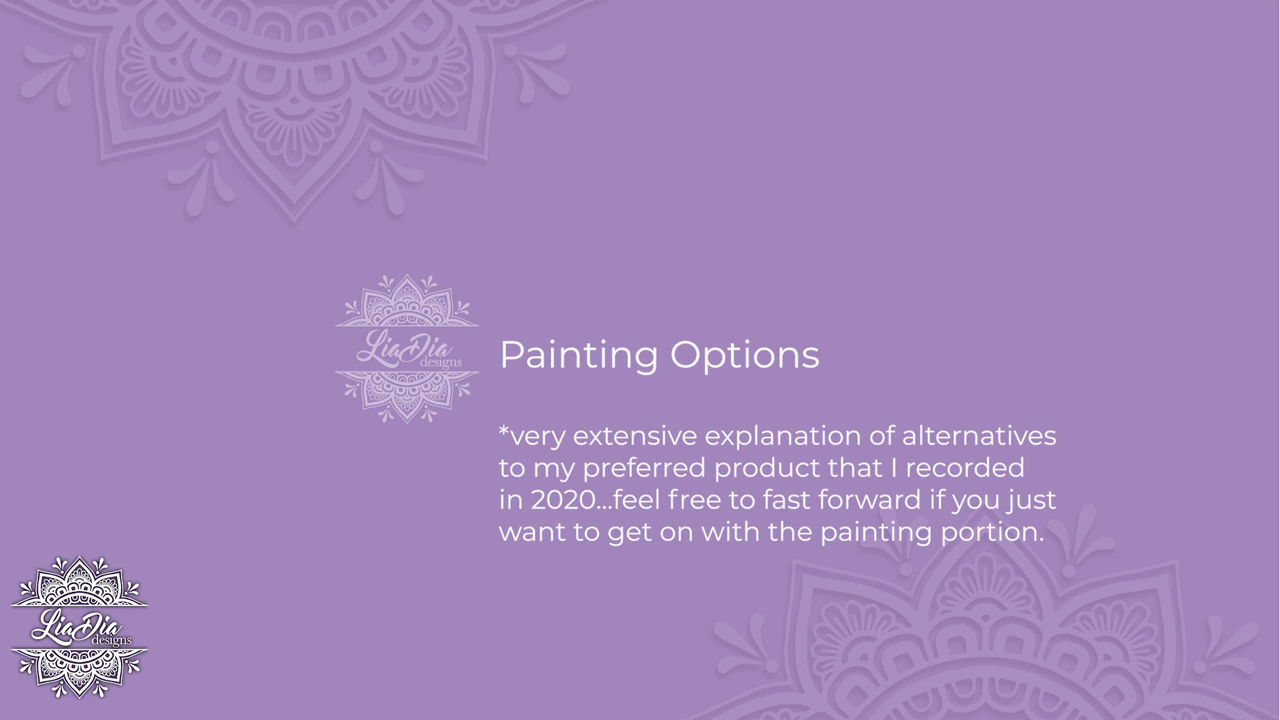 LiaDia
designs
Painting Options
*very extensive explanation of alternatives
to my preferred product that I recorded
in 2020...feel free to fast forward if you just
want to get on with the painting portion.
LiaDia
designs